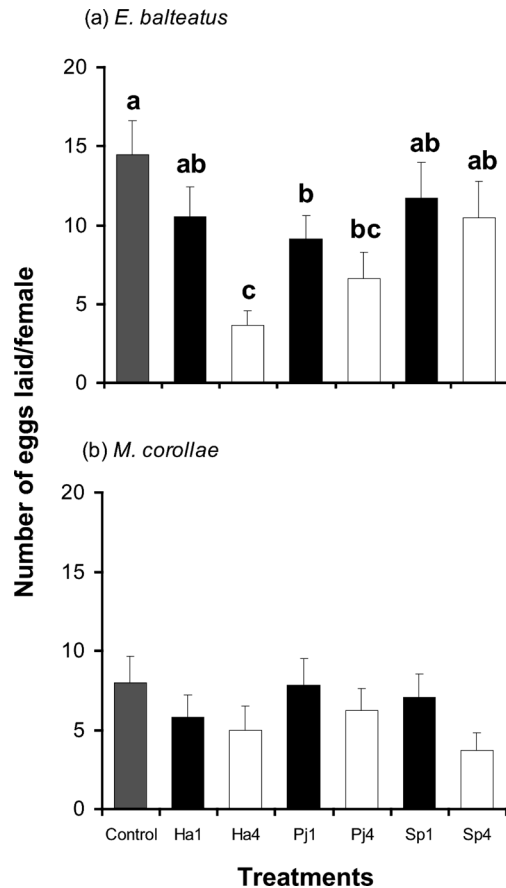 (a) E. balteatus
Number of eggs laid/female
20
15
10
5
0
a
ab
c
b
bc
ab
ab
(b) M. corollae
20
15
10
5
0
Control Ha1 Ha4 Pj1 Pj4 Sp1 Sp4
Treatments